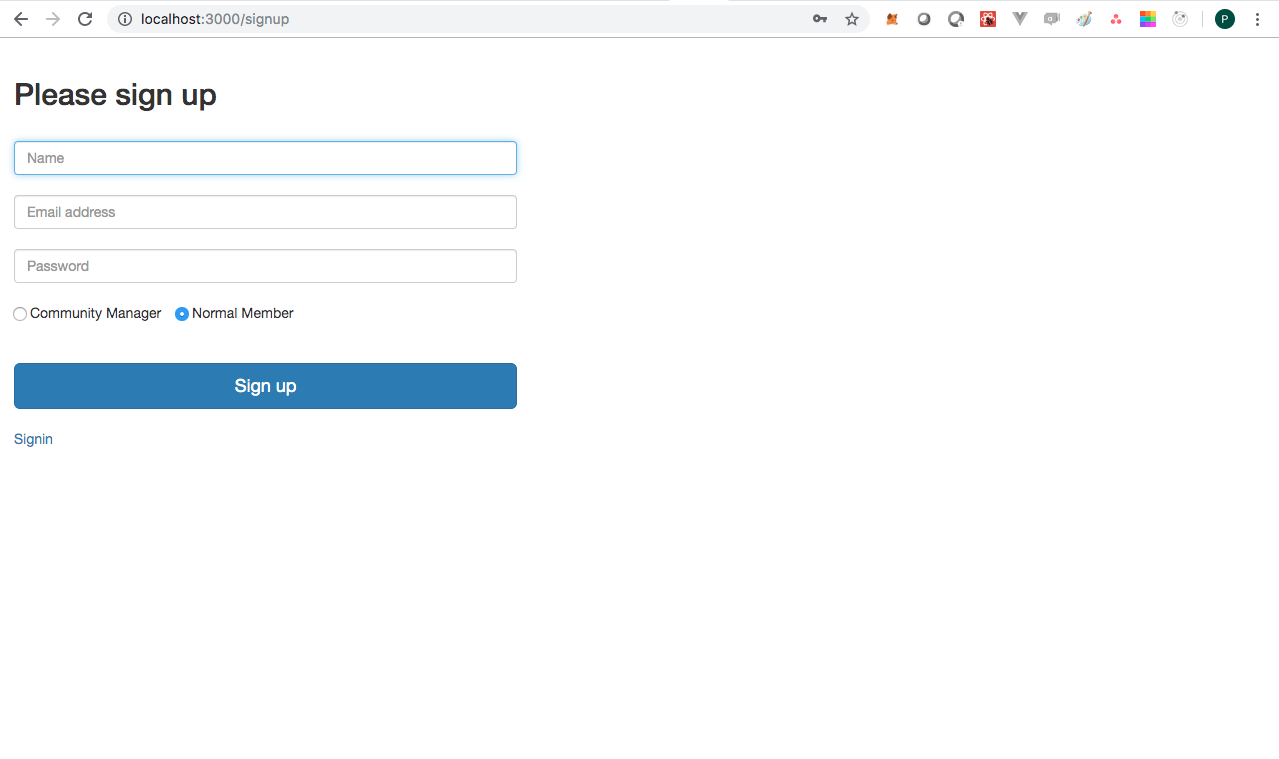 localhost:3000/signup
P
Please sign up
Name
Email address
Password
Community Manager Normal Member
Sign up
Signin